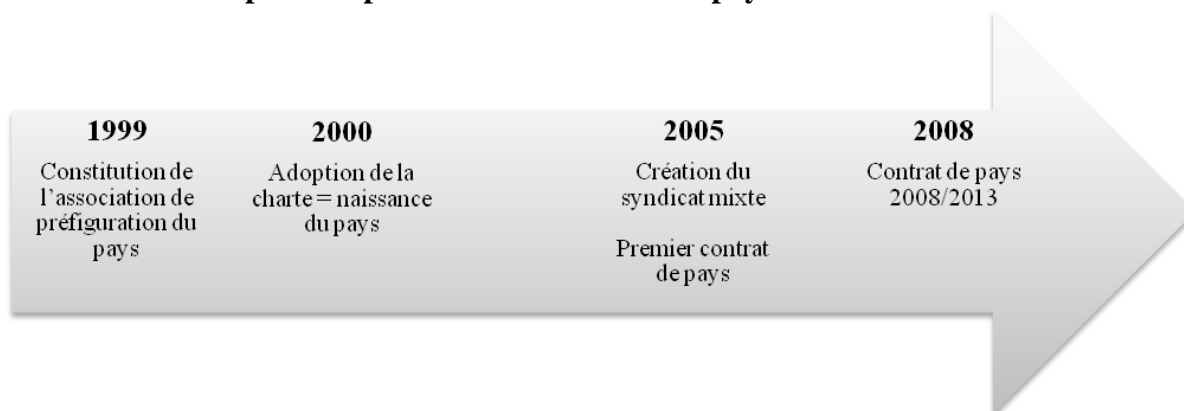 1999
Constitution de
l'association de
préfiguration du
pays
2000
Adoption de la
charte = naissance
du pays
2005
Création du
syndicat mixte
Premier contrat
de pays
2008
Contrat de pays
2008/2013